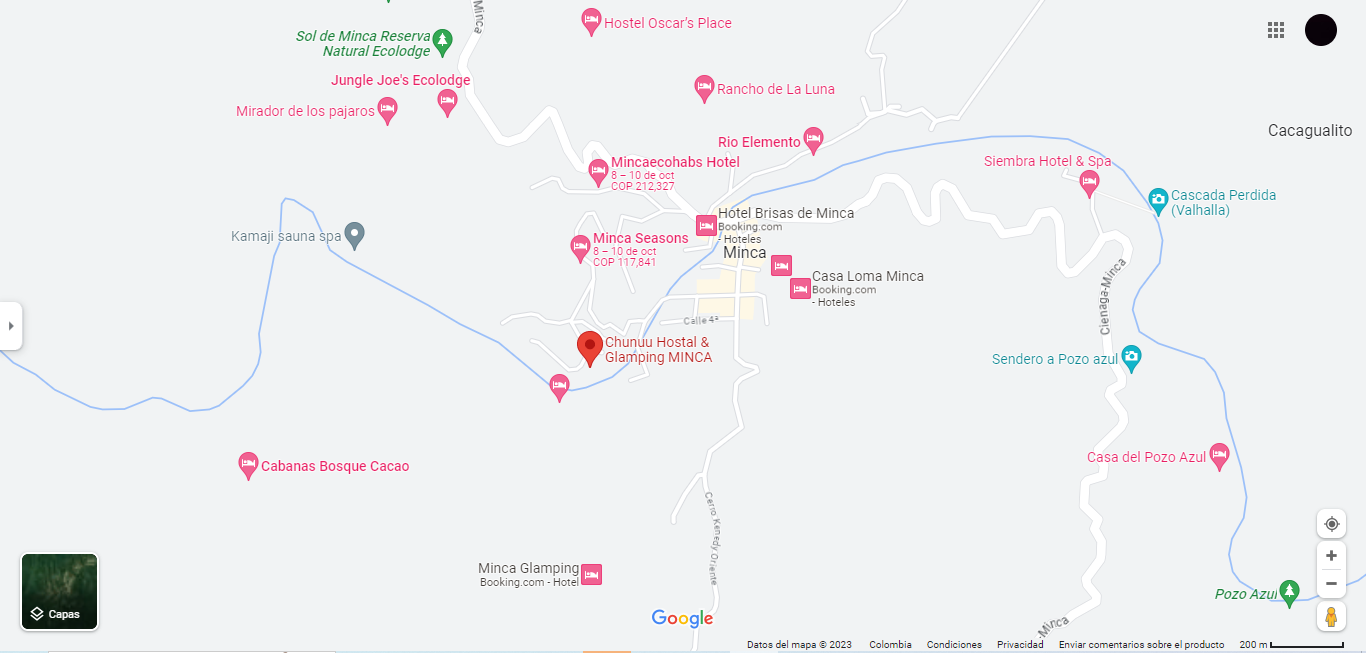 Minca
Hostel Oscar's Place
Sol de Minca Reserva
Natural Ecolodge
Jungle Joe's Ecolodge
Mirador de los pajaros
Rancho de La Luna
Cacagualito
Rio Elemento
Mincaecohabs Hotel
8 – 10 de oct
COP 212,327
Siembra Hotel & Spa
Cascada Perdida
(Valhalla)
Hotel Brisas de Minca
Booking.com
- Hoteles
Kamaji sauna spa
Minca Seasons
8 – 10 de oct
COP 117,841
Minca
Casa Loma Minca
Booking.com
- Hoteles
Cienaga-Minca
Calle 4ª
Chunuu Hostal &
Glamping MINCA
Sendero a Pozo azul
Casa del Pozo Azul
Cabanas Bosque Cacao
Cerro Kenedy Oriente
Minca Glamping
Booking.com - Hotel
Pozo Azul
Capas
Google
-Minca
Datos del mapa © 2023 Colombia Condiciones Privacidad Enviar comentarios sobre el producto 200 m